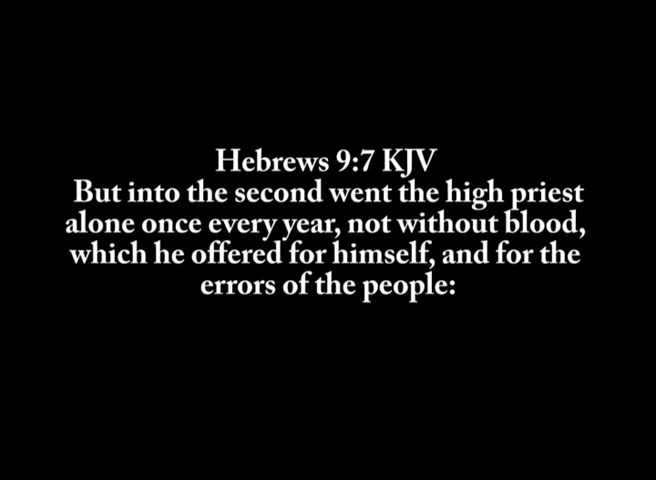 Hebrews 9:7 KJV
But into the second went the high priest
alone once every year, not without blood,
which he offered for himself, and for the
errors of the people: